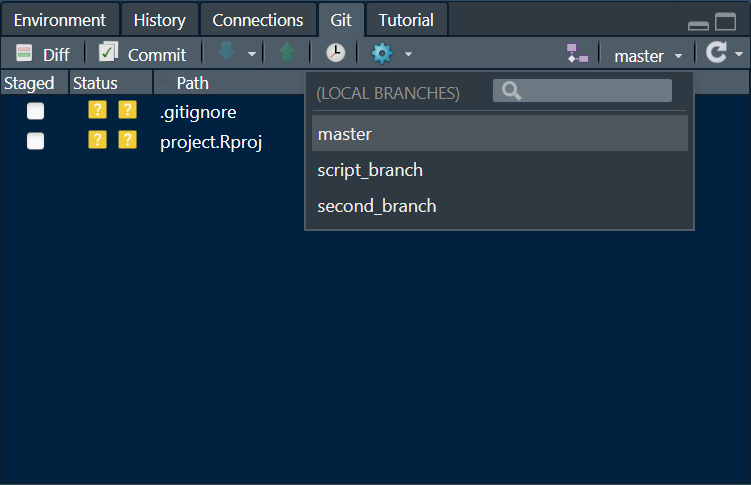 Environment History Connections Git Tutorial
Diff Commit master
Staged Status Path
(LOCAL BRANCHES)
? ? .gitignore
master
? ? project.Rproj
script_branch
second_branch